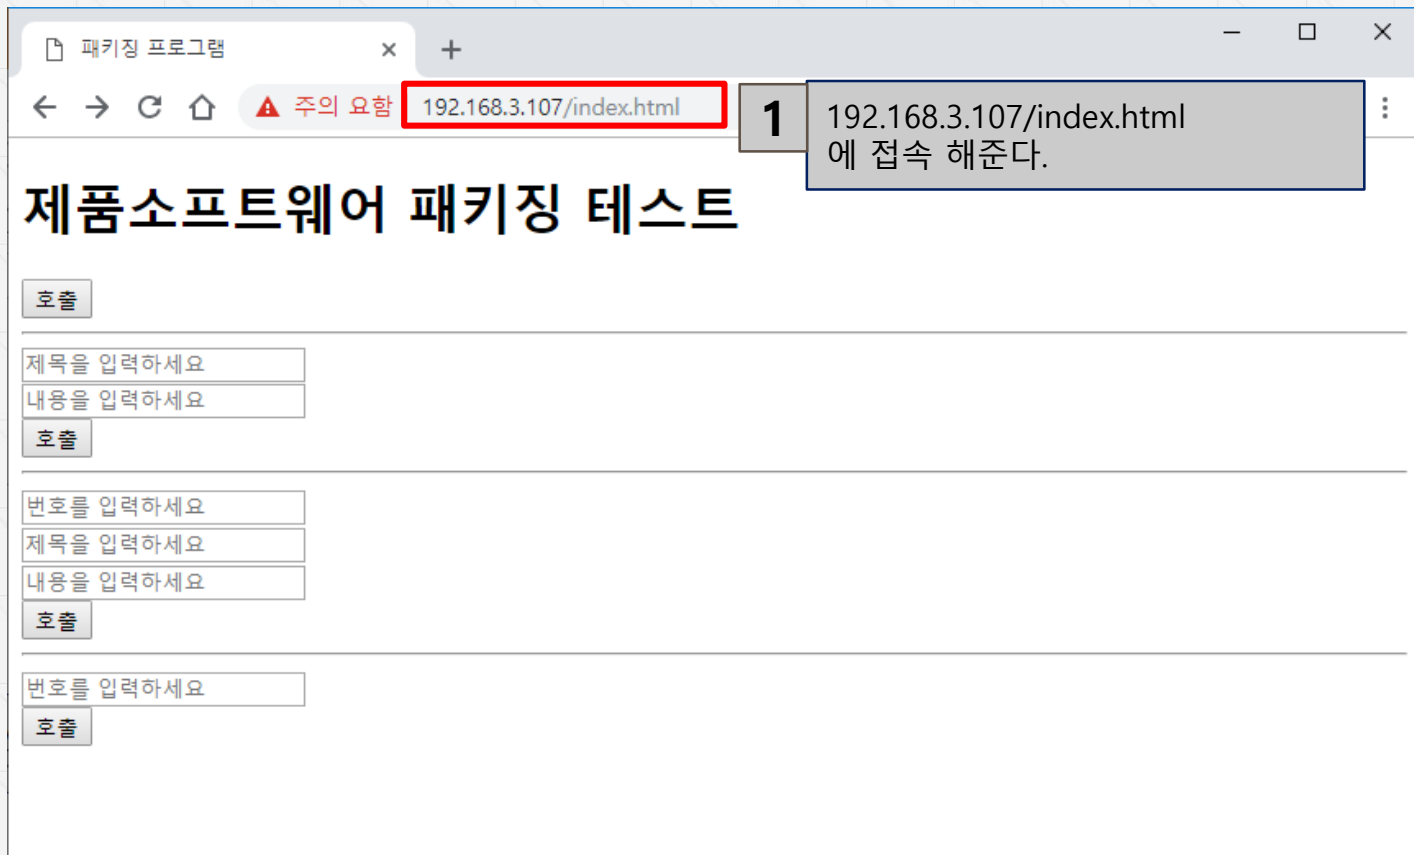 패키징 프로그램
주의 요함 192.168.3.107/index.html
1
192.168.3.107/index.html
에 접속 해준다.
제품소프트웨어 패키징 테스트
호출
제목을 입력하세요
내용을 입력하세요
호출
번호를 입력하세요
제목을 입력하세요
내용을 입력하세요
호출
번호를 입력하세요
호출